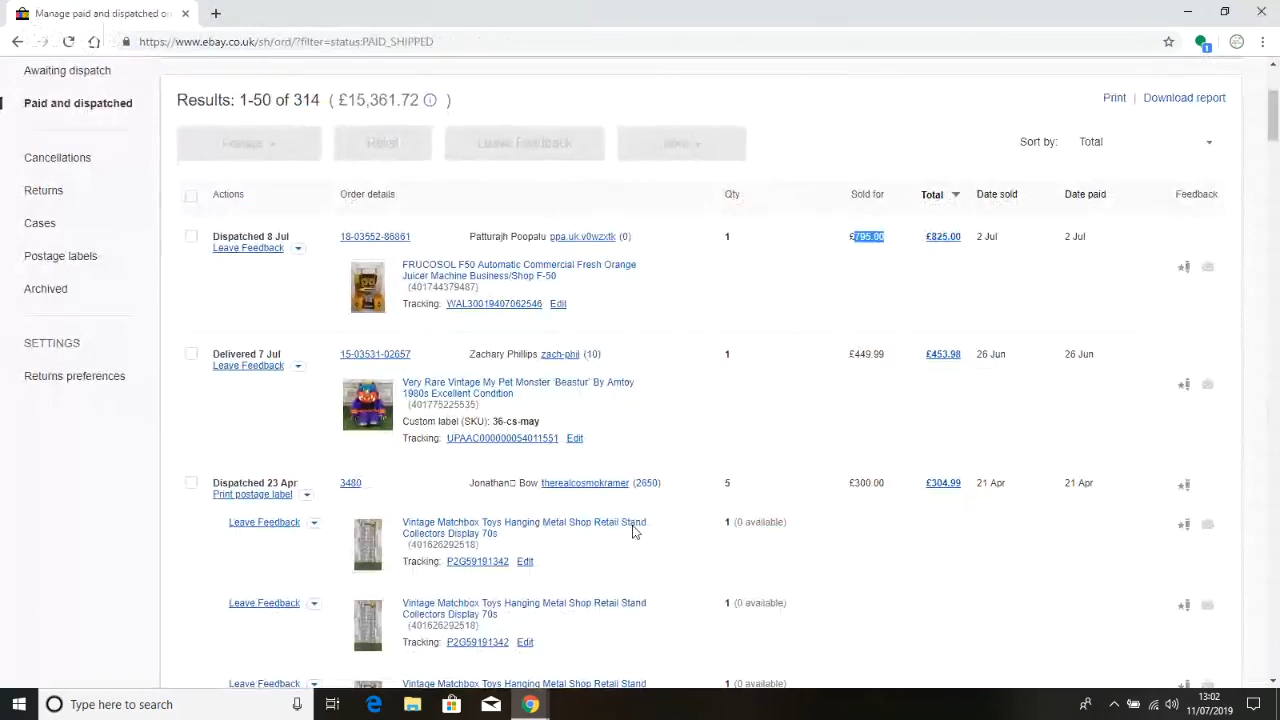 Manage paid and dispatched or
https://www.ebay.co.uk/sh/ord/?filter=status:PAID_SHIPPED
1
Awaiting dispatch
Paid and dispatched
Cancellations
Returns
Cases
Postage labels
Archived
SETTINGS
Returns preferences
Results: 1-50 of 314 ( £15,361.72 )
Print | Download report
Leave Feedback
Sort by: Total
Actions Order details Qty Sold for Total Date sold Date paid Feedback
Dispatched 8 Jul 18-03552-86861 Patturajh Poopalu ppa.uk.v0wzxtk (0) 1 £795.00 £825.00 2 Jul 2 Jul
Leave Feedback
FRUCOSOL F50 Automatic Commercial Fresh Orange
Juicer Machine Business/Shop F-50
(401744379487)
Tracking: WAL30019407062546 Edit
Delivered 7 Jul 15-03531-02657 Zachary Phillips zach-phil (10) 1 £449.99 £453.98 26 Jun 26 Jun
Leave Feedback
Very Rare Vintage My Pet Monster 'Beastur' By Amtoy
1980s Excellent Condition
(401775225535)
Custom label (SKU): 36-cs-may
Tracking: UPAAC000000054011551 Edit
Dispatched 23 Apr 3480 Jonathan Bow therealcosmokramer (2650) 5 £300.00 £304.99 21 Apr 21 Apr
Print postage label
Leave Feedback Vintage Matchbox Toys Hanging Metal Shop Retail Stand 1 (0 available)
Collectors Display 70s
(401626292518)
Tracking: P2G59191342 Edit
Leave Feedback Vintage Matchbox Toys Hanging Metal Shop Retail Stand 1 (0 available)
Collectors Display 70s
(401626292518)
Tracking: P2G59191342 Edit
Leave Feedback Vintage Matchbox Toys Hanging Metal Shop Retail Stand
Type here to search
13:02
11/07/2019